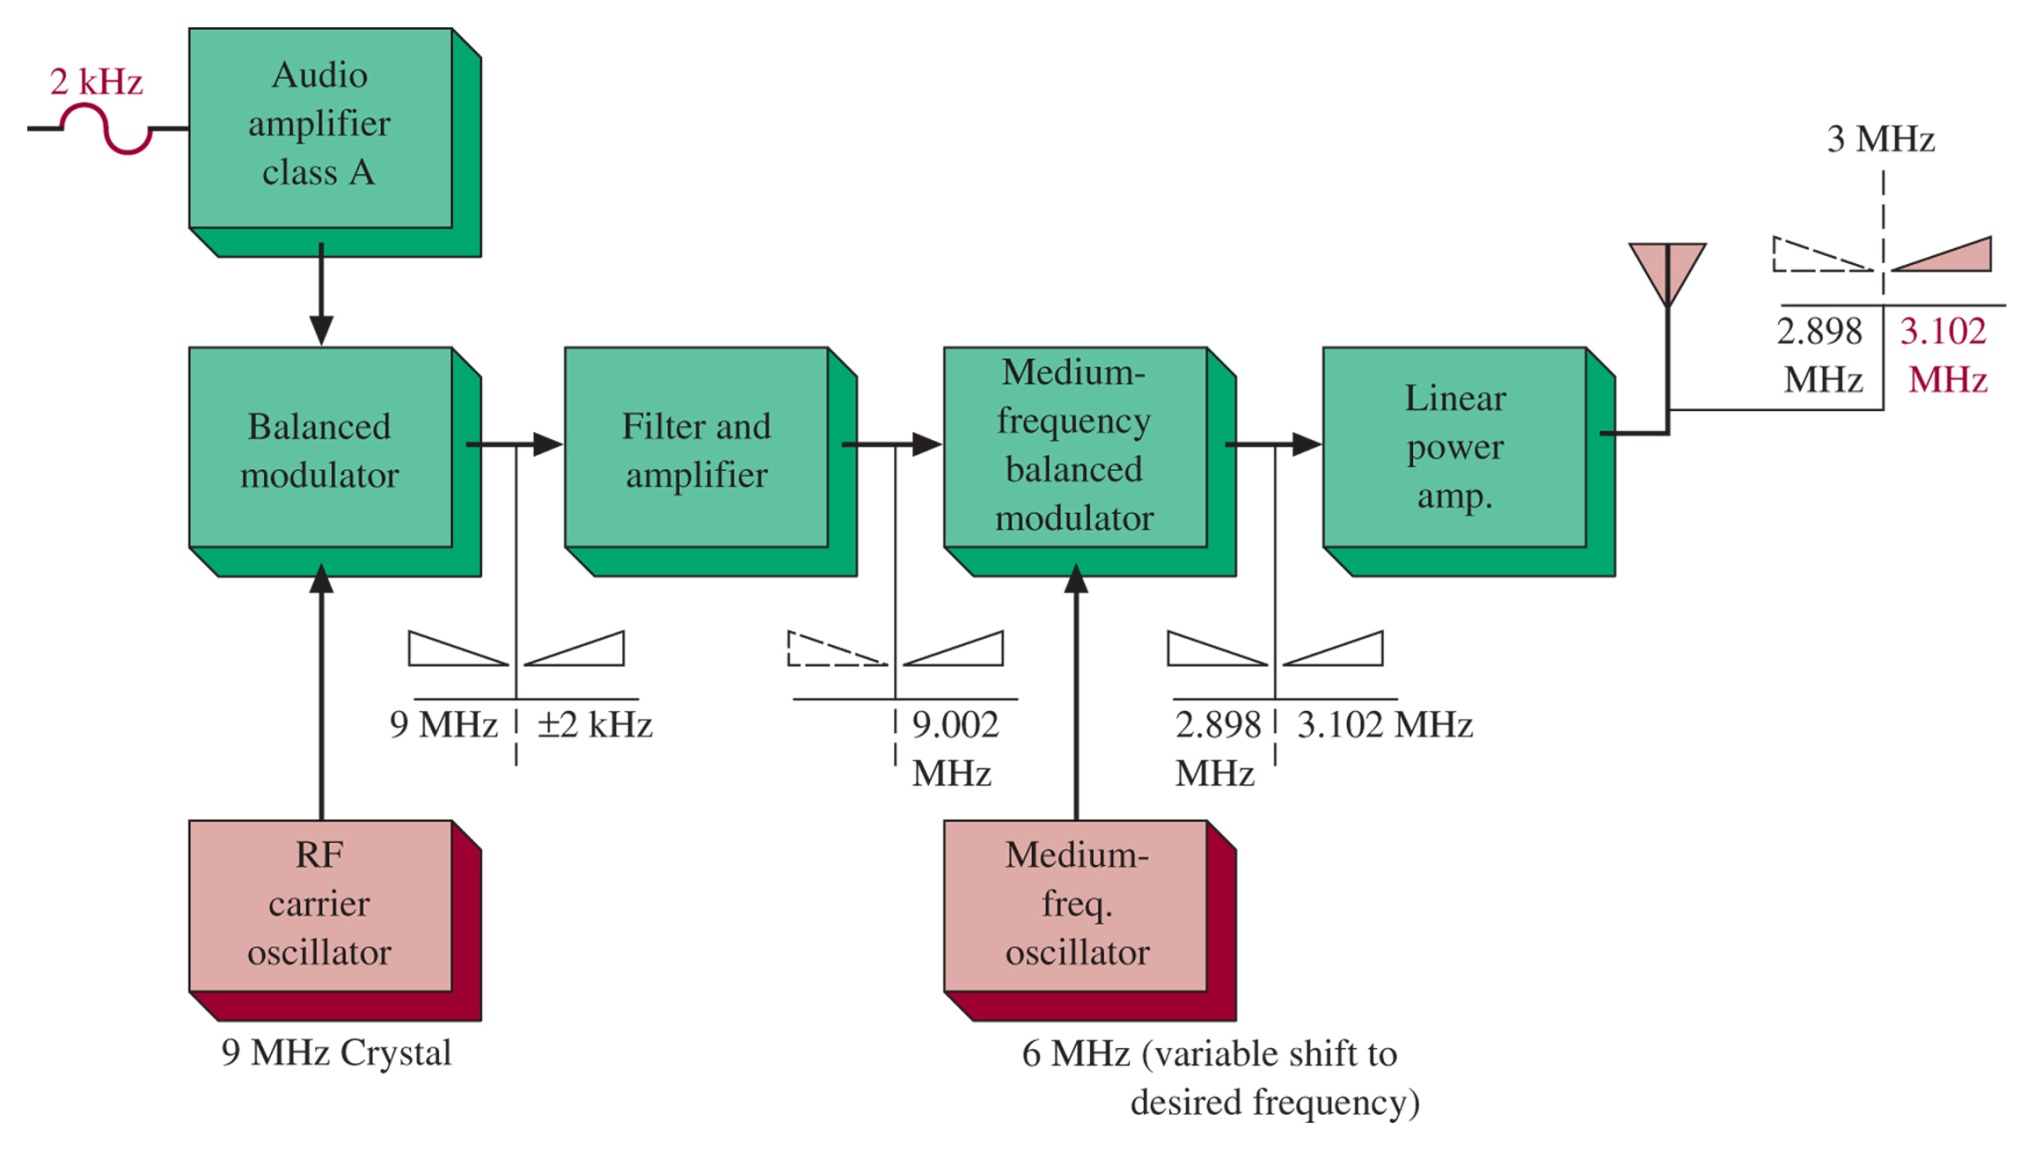 2 kHz
Audio
amplifier
class A
3 MHz
2.898
MHz
3.102
MHz
Balanced
modulator
Filter and
amplifier
Medium-
frequency
balanced
modulator
Linear
power
amp.
9 MHz
±2 kHz
9.002
MHz
2.898
MHz
3.102 MHz
RF
carrier
oscillator
Medium-
freq.
oscillator
9 MHz Crystal
6 MHz (variable shift to
desired frequency)